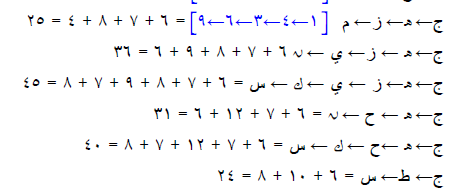 ج← هـ← ز← م [١←٤←٣←٦←٩] = ٦ + ٧ + ٨ + ٤ = ٢٥
ج← هـ← ز← ي ← ن ٦ + ٧ + ٨ + ٩ + ٦ = ٣٦
ج← هـ← ز ← ي ← ك ← س = ٦ + ٧ + ٨ + ٩ + ٧ + ٨ = ٤٥
ج← هـ ← ح ← ن = ٦ + ٧ + ١٢ + ٦ = ٣١
ج← هـ ←ح ← ك ← س = ٦ + ٧ + ١٢ + ٧ + ٨ = ٤٠
ج← ط← س = ٦ + ١٠ + ٨ = ٢٤